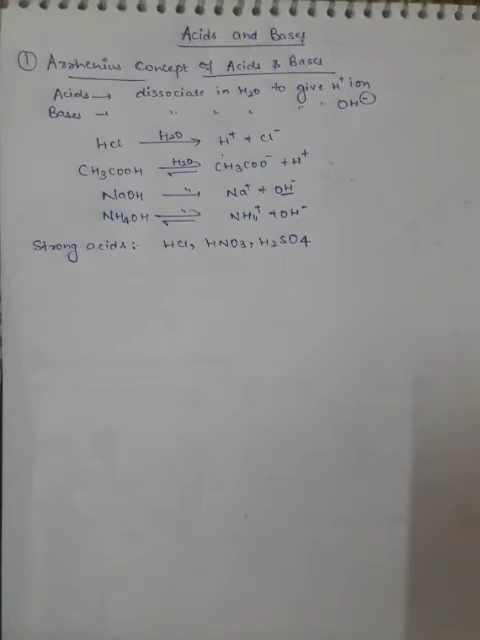 Acids and Bases
① Arrhenius Concept of Acids & Bases
Acids → dissociate in H2O to give H⁺ ion
Bases → " " " " " OH⊖
HCl —H2O→ H⁺ + Cl⁻
CH3COOH ⇌H2O CH3COO⁻ + H⁺
NaOH —"→ Na⁺ + OH⁻
NH4OH ⇌" NH4⁺ + OH⁻
Strong acids: HCl, HNO3, H2SO4